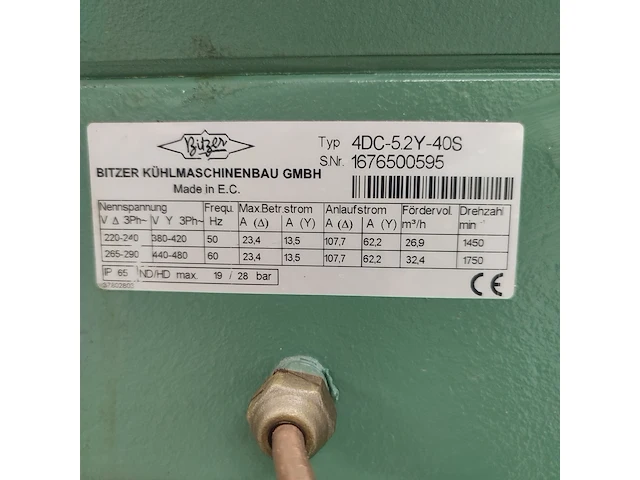 Bitzer
Typ 4DC-5.2Y-40S
S.Nr. 1676500595
BITZER KÜHLMASCHINENBAU GMBH
Made in E.C.
Nennspannung Frequ. Max.Betr.strom Anlaufstrom Fördervol. Drehzahl
V Δ 3Ph~ V Y 3Ph~ Hz A (Δ) A (Y) A (Δ) A (Y) m³/h min
220-240 380-420 50 23,4 13,5 107,7 62,2 26,9 1450
265-290 440-480 60 23,4 13,5 107,7 62,2 32,4 1750
IP 65 ND/HD max. 19 / 28 bar
CE